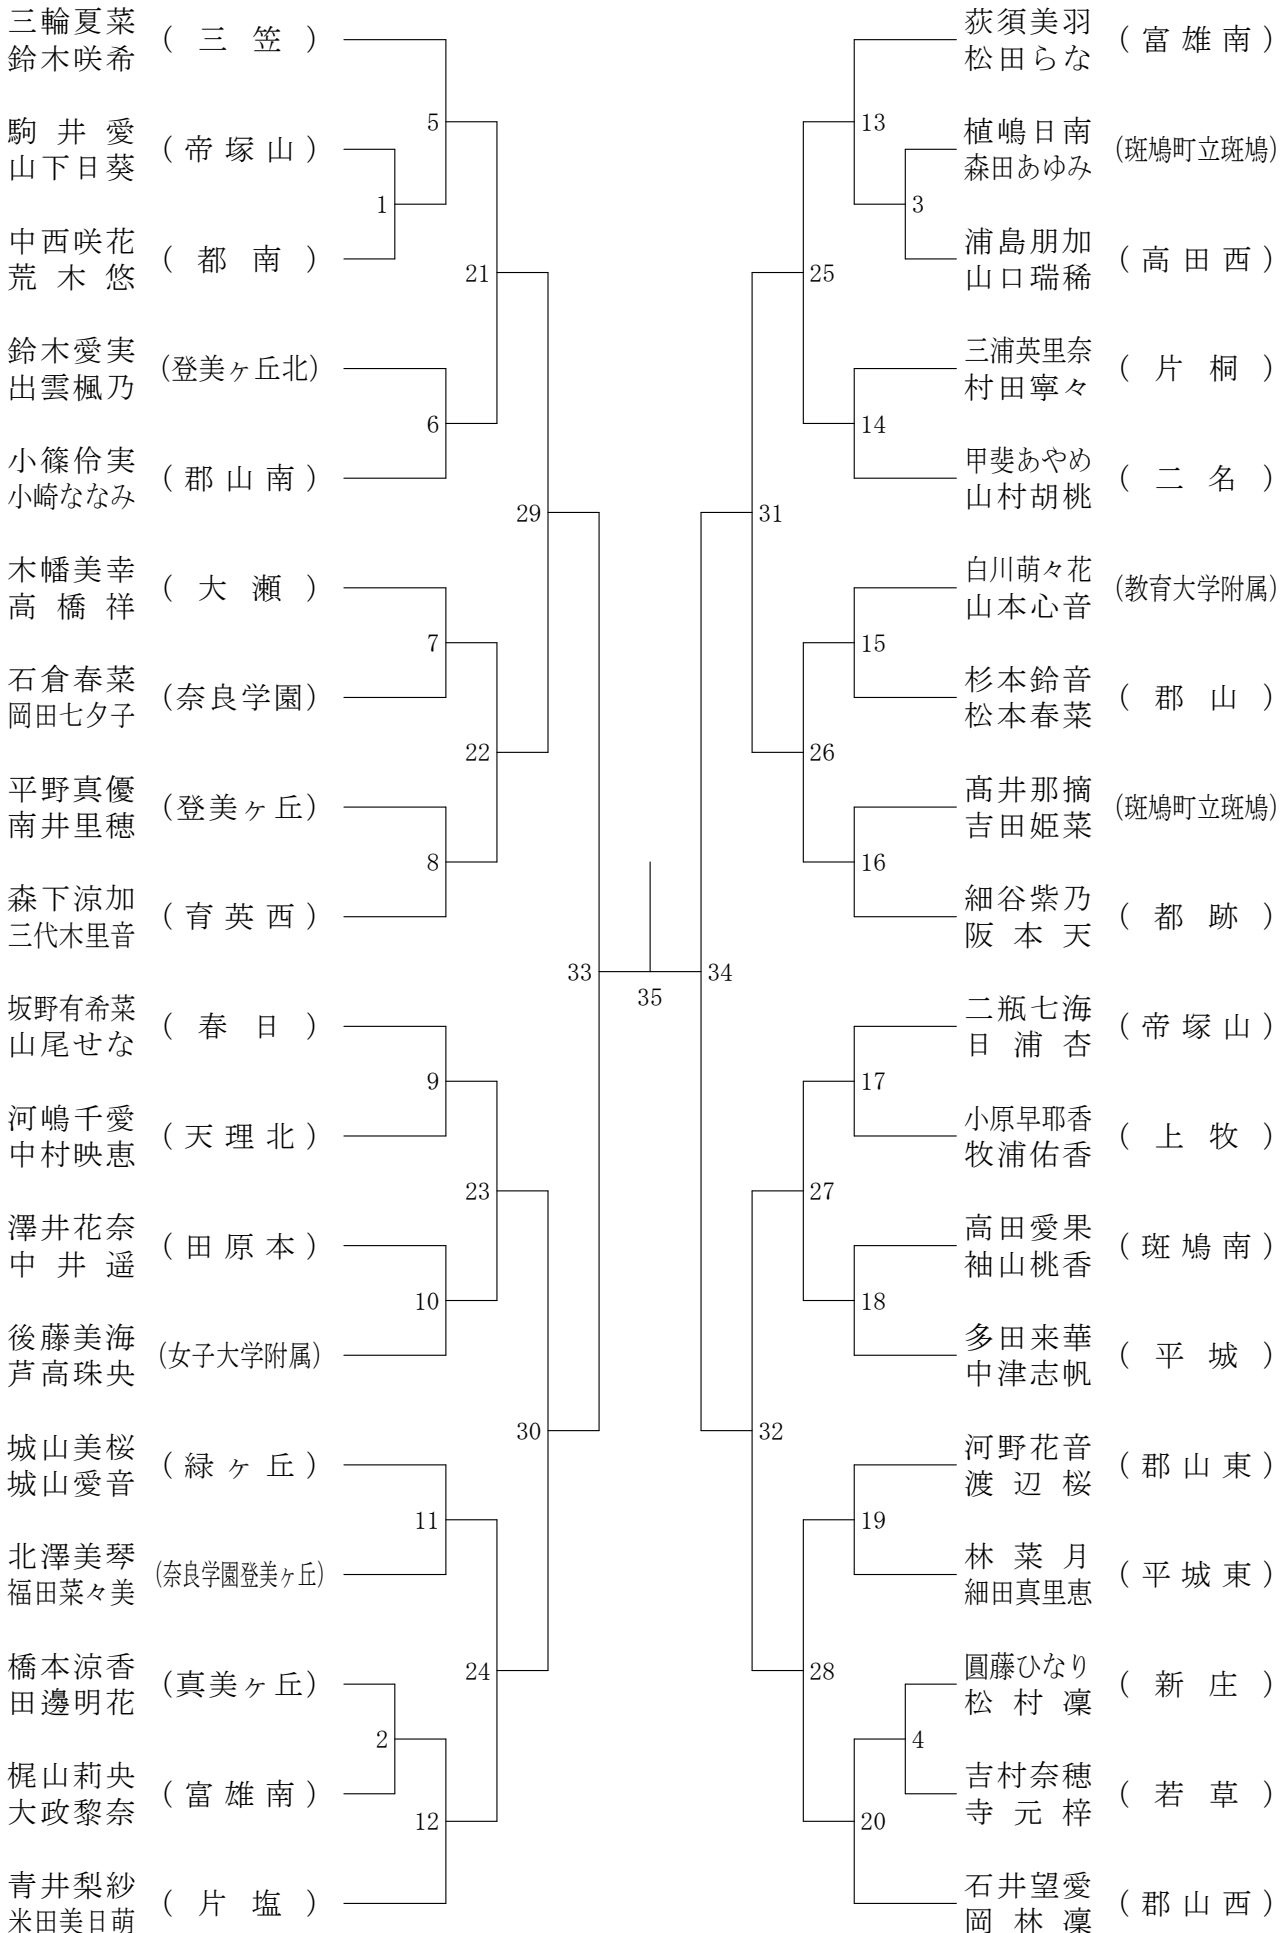 三輪夏菜
鈴木咲希
(三笠)
駒井愛
山下日葵
(帝塚山)
中西咲花
荒木悠
(都南)
鈴木愛実
出雲楓乃
(登美ヶ丘北)
小篠伶実
小崎ななみ
(郡山南)
木幡美幸
高橋祥
(大瀬)
石倉春菜
岡田七夕子
(奈良学園)
平野真優
南井里穂
(登美ヶ丘)
森下涼加
三代木里音
(育英西)
坂野有希菜
山尾せな
(春日)
河嶋千愛
中村映恵
(天理北)
澤井花奈
中井遥
(田原本)
後藤美海
芦高珠央
(女子大学附属)
城山美桜
城山愛音
(緑ヶ丘)
北澤美琴
福田菜々美
(奈良学園登美ヶ丘)
橋本涼香
田邊明花
(真美ヶ丘)
梶山莉央
大政黎奈
(富雄南)
青井梨紗
米田美日萌
(片塩)
5
1
21
6
29
7
22
8
33
9
23
10
30
11
24
2
12
35
13
3
25
14
31
15
26
16
34
17
27
18
32
19
28
4
20
荻須美羽
松田らな
(富雄南)
植嶋日南
森田あゆみ
(斑鳩町立斑鳩)
浦島朋加
山口瑞稀
(高田西)
三浦英里奈
村田寧々
(片桐)
甲斐あやめ
山村胡桃
(二名)
白川萌々花
山本心音
(教育大学附属)
杉本鈴音
松本春菜
(郡山)
髙井那摘
吉田姫菜
(斑鳩町立斑鳩)
細谷紫乃
阪本天
(都跡)
二瓶七海
日浦杏
(帝塚山)
小原早耶香
牧浦佑香
(上牧)
高田愛果
袖山桃香
(斑鳩南)
多田来華
中津志帆
(平城)
河野花音
渡辺桜
(郡山東)
林菜月
細田真里恵
(平城東)
圓藤ひなり
松村凜
(新庄)
吉村奈穂
寺元梓
(若草)
石井望愛
岡林凜
(郡山西)